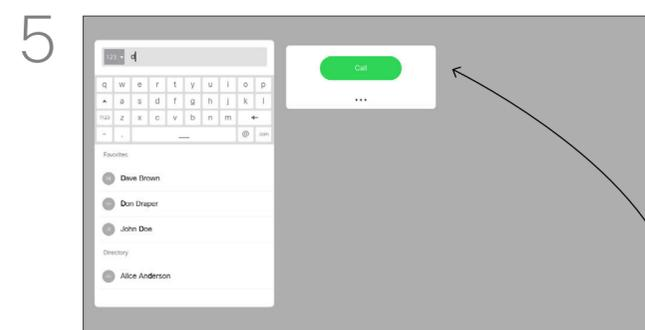 5
123 d
Call
q w e r t y u i o p
a s d f g h j k l
?123 z x c v b n m
~ , @ .com
Favorites
Dave Brown
Don Draper
John Doe
Directory
Alice Anderson